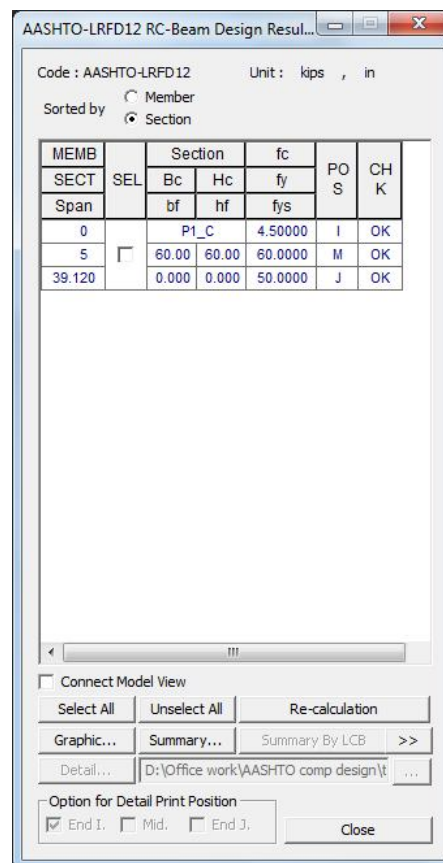 AASHTO-LRFD12 RC-Beam Design Resul...
Code : AASHTO-LRFD12 Unit : kips , in
Sorted by Member
Section
MEMB SEL Section fc POS CHK
SECT Bc Hc fy
Span bf hf fys
0 P1_C 4.50000 I OK
5 60.00 60.00 60.0000 M OK
39.120 0.000 0.000 50.0000 J OK
Connect Model View
Select All Unselect All Re-calculation
Graphic... Summary... Summary By LCB >>
Detail... D:\Office work\AASHTO comp design\t ...
Option for Detail Print Position
End I. Mid. End J. Close